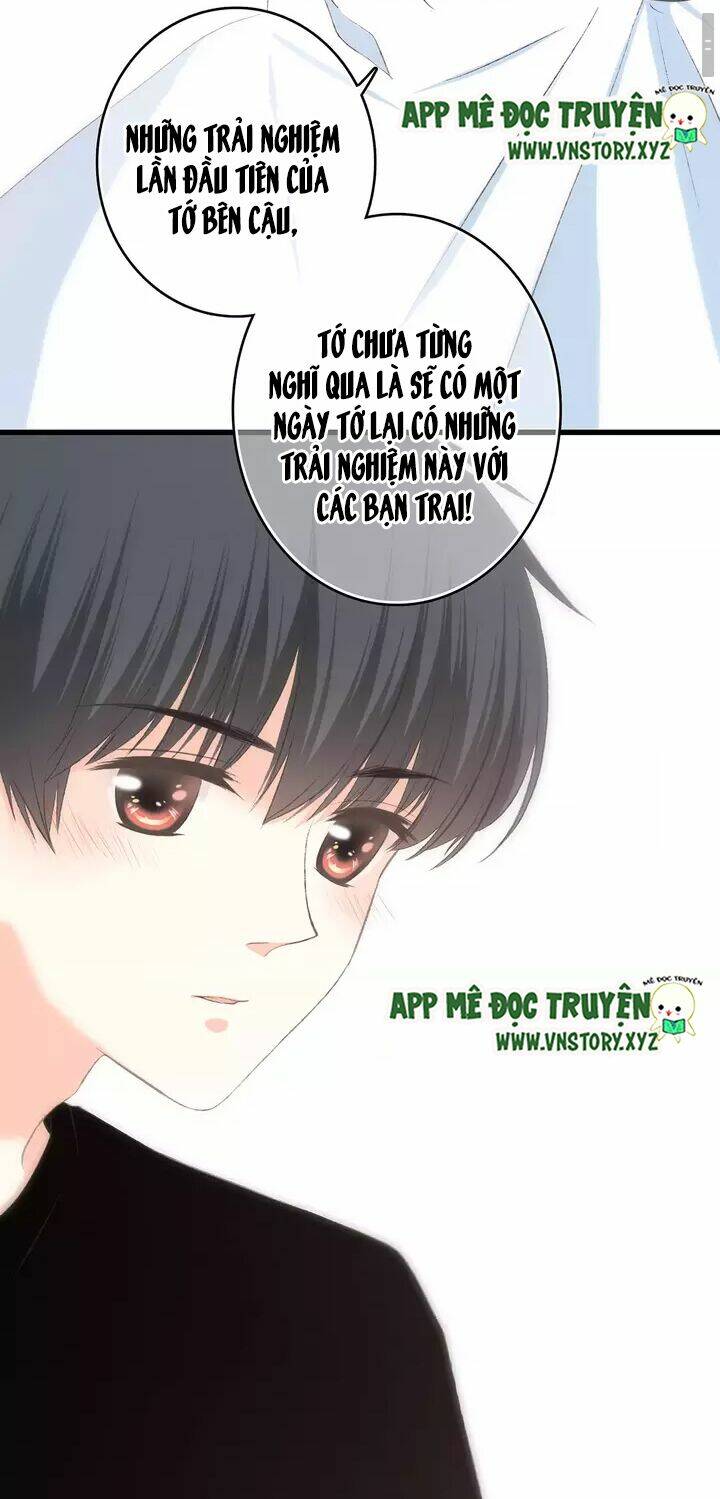 APP MÊ ĐỌC TRUYỆN
MÊ ĐỌC TRUYỆN
WWW.VNSTORY.XYZ
NHỮNG TRẢI NGHIỆM
LẦN ĐẦU TIÊN CỦA
TỚ BÊN CẬU,
TỚ CHƯA TỪNG
NGHĨ QUA LÀ SẼ CÓ MỘT
NGÀY TỚ LẠI CÓ NHỮNG
TRẢI NGHIỆM NÀY VỚI
CÁC BẠN TRAI!
MÊ ĐỌC TRUYỆN
APP MÊ ĐỌC TRUYỆN
WWW.VNSTORY.XYZ